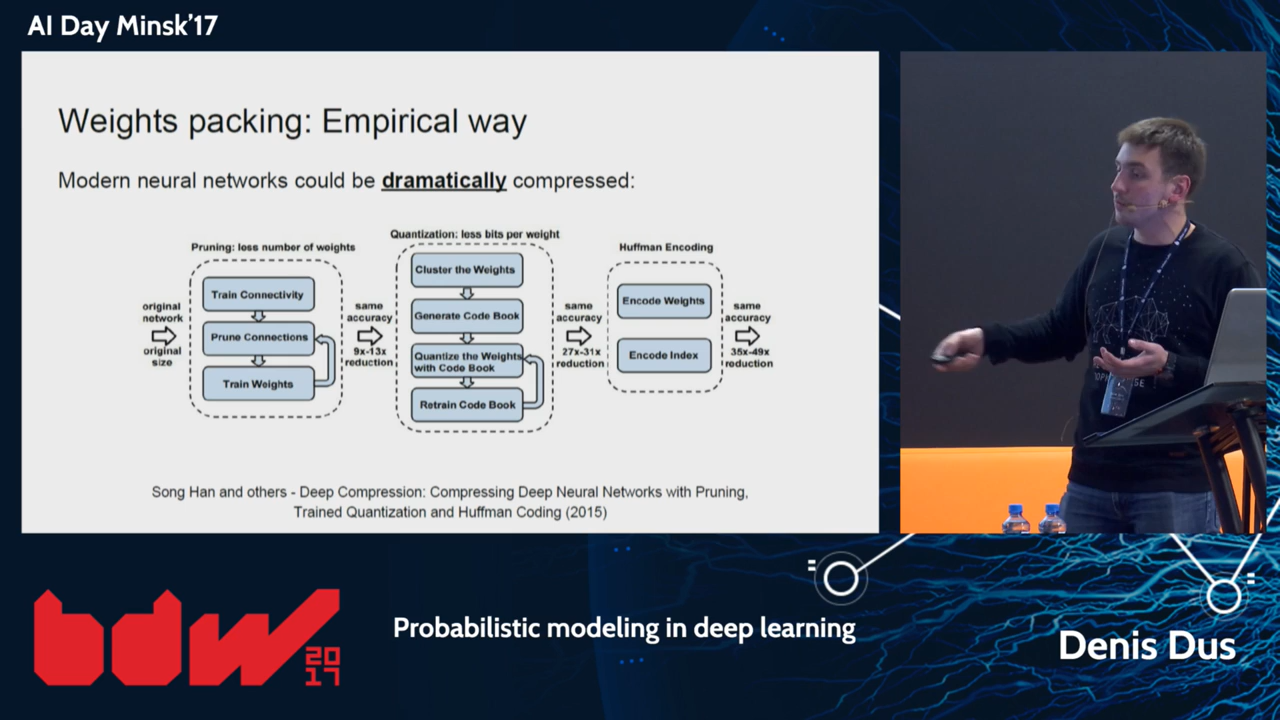 AI Day Minsk'17
Weights packing: Empirical way
Modern neural networks could be dramatically compressed:
Pruning: less number of weights
Train Connectivity
Prune Connections
Train Weights
original
network
original
size
same
accuracy
9x-13x
reduction
Quantization: less bits per weight
Cluster the Weights
Generate Code Book
Quantize the Weights
with Code Book
Retrain Code Book
same
accuracy
27x-31x
reduction
Huffman Encoding
Encode Weights
Encode Index
same
accuracy
35x-49x
reduction
Song Han and others - Deep Compression: Compressing Deep Neural Networks with Pruning,
Trained Quantization and Huffman Coding (2015)
bdw
20
17
Probabilistic modeling in deep learning
Denis Dus